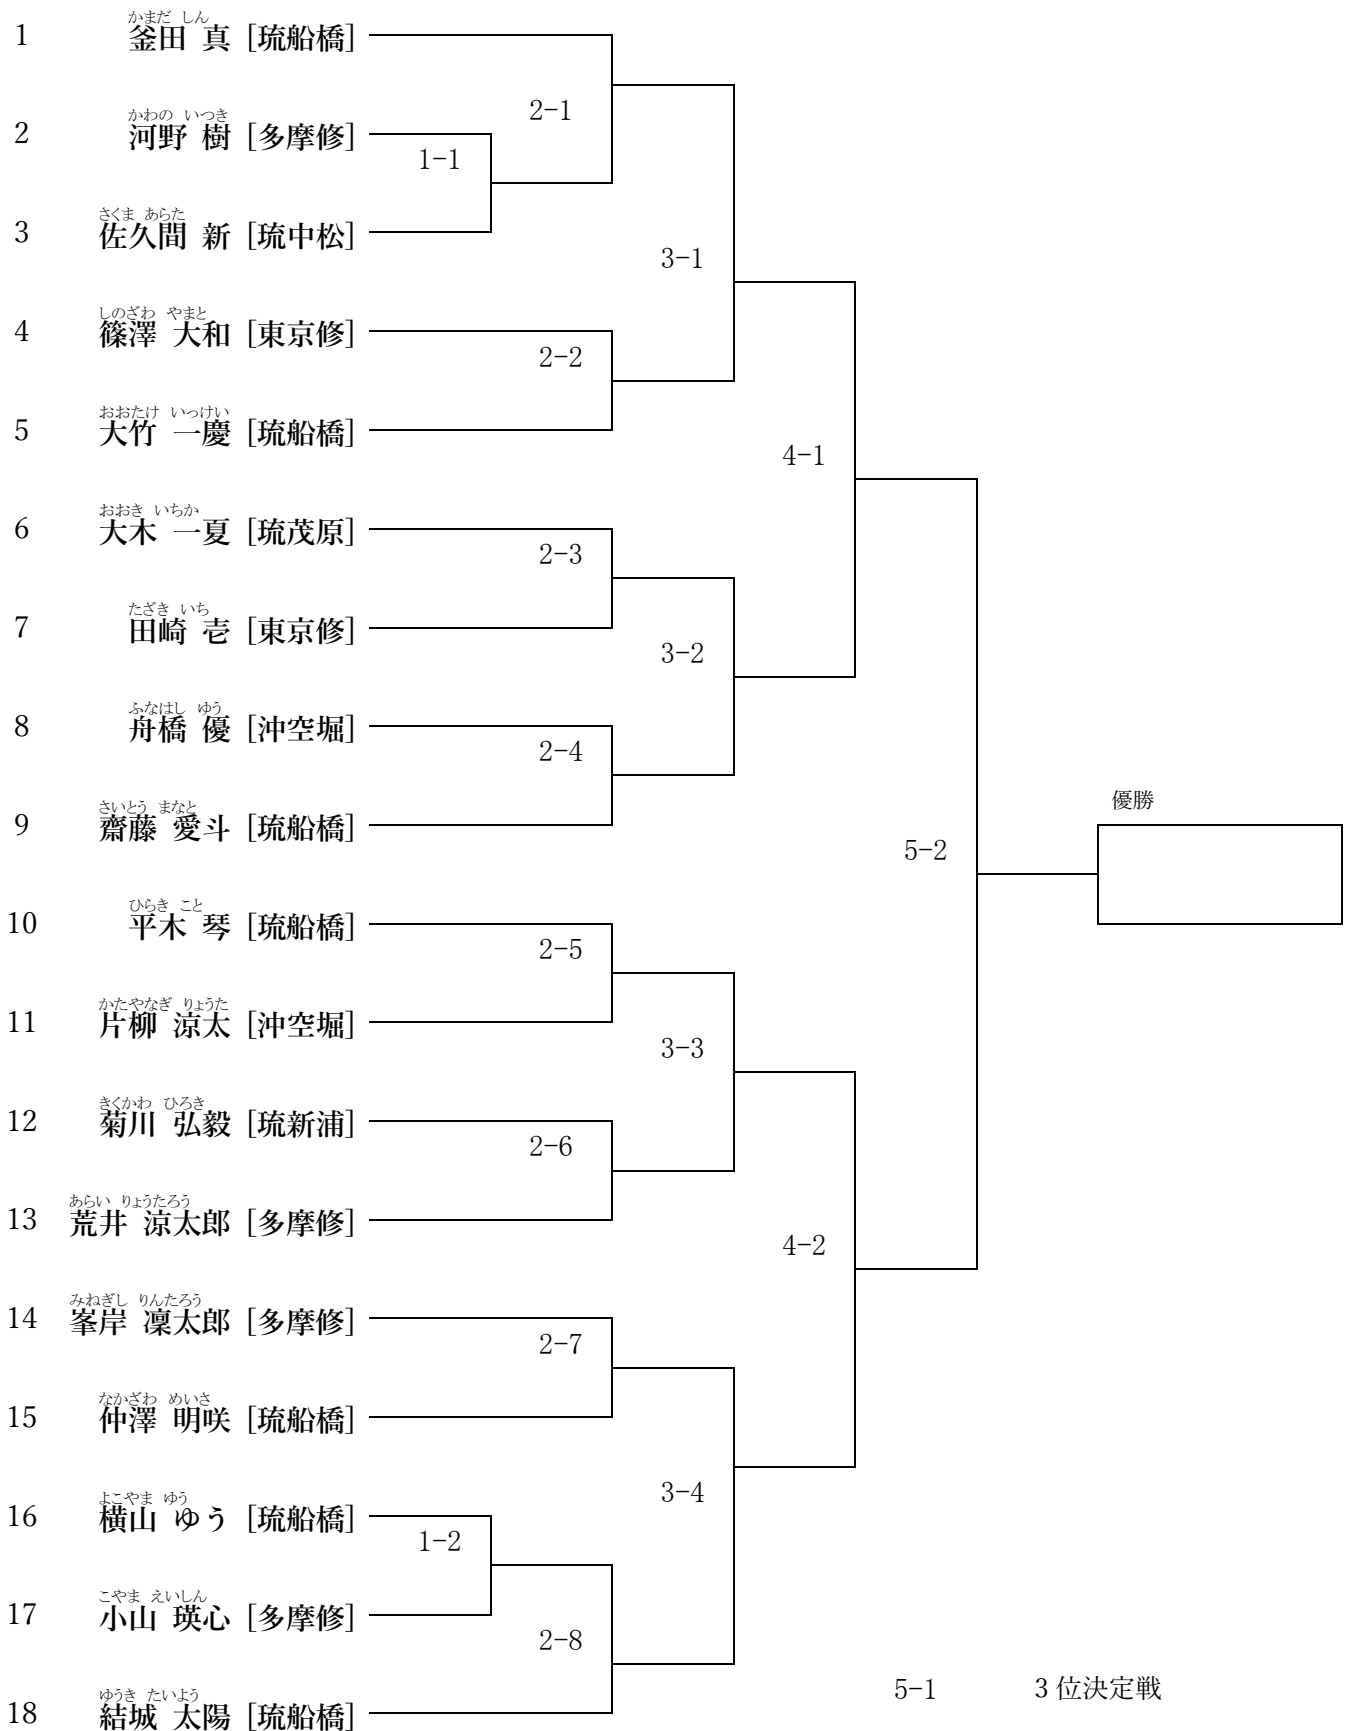 かまだ しん
1 釜田 真 [琉船橋]
2-1
かわの いつき
2 河野 樹 [多摩修]
1-1
さくま あらた
3 佐久間 新 [琉中松]
3-1
しのざわ やまと
4 篠澤 大和 [東京修]
2-2
おおたけ いっけい
5 大竹 一慶 [琉船橋]
4-1
おおき いちか
6 大木 一夏 [琉茂原]
2-3
たざき いち
7 田崎 壱 [東京修]
3-2
ふなはし ゆう
8 舟橋 優 [沖空堀]
2-4
さいとう まなと
9 齋藤 愛斗 [琉船橋]
優勝
5-2
ひらき こと
10 平木 琴 [琉船橋]
2-5
かたやなぎ りょうた
11 片柳 涼太 [沖空堀]
3-3
きくかわ ひろき
12 菊川 弘毅 [琉新浦]
2-6
あらい りょうたろう
13 荒井 涼太郎 [多摩修]
4-2
みねぎし りんたろう
14 峯岸 凜太郎 [多摩修]
2-7
なかざわ めいさ
15 仲澤 明咲 [琉船橋]
3-4
よこやま ゆう
16 横山 ゆう [琉船橋]
1-2
こやま えいしん
17 小山 瑛心 [多摩修]
2-8
ゆうき たいよう
18 結城 太陽 [琉船橋]
5-1 3位決定戦